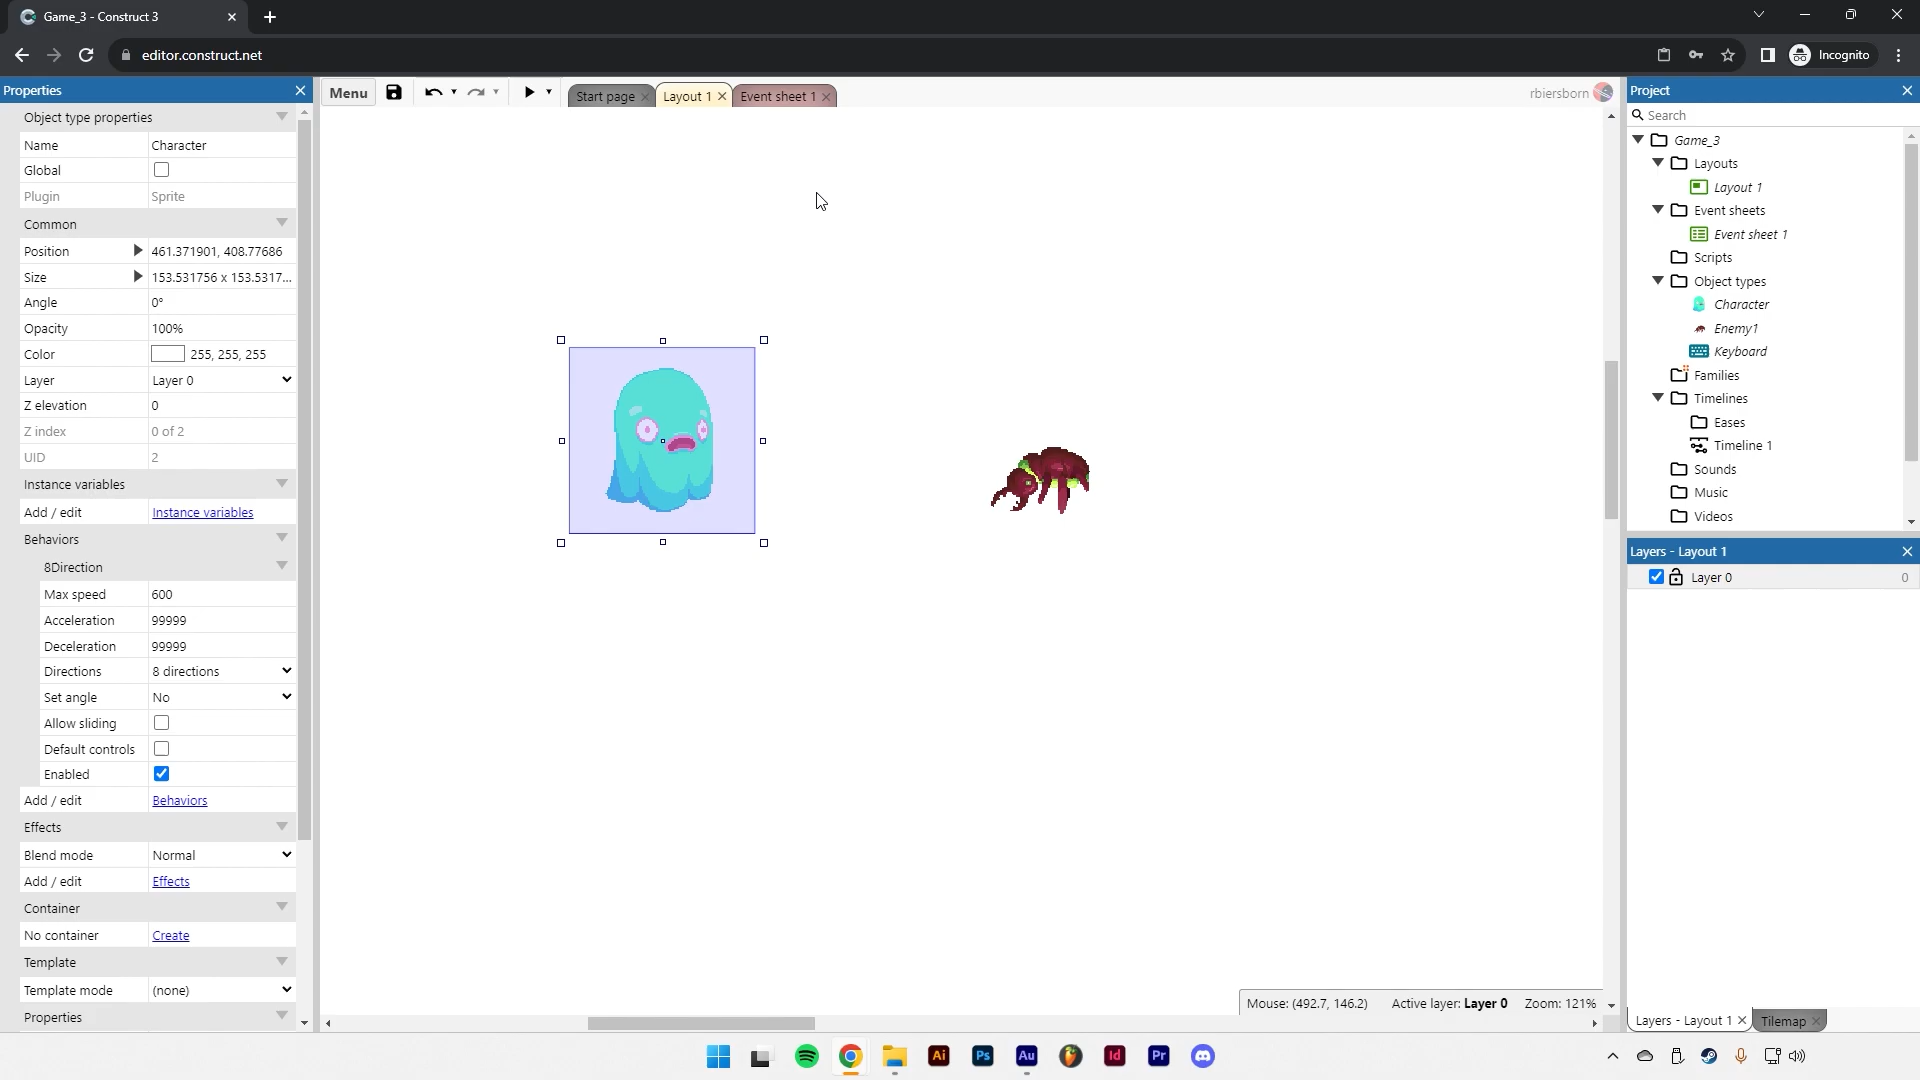 Game_3 - Construct 3
editor.construct.net
Incognito
Properties
Object type properties
Name Character
Global
Plugin Sprite
Common
Position 461.371901, 408.77686
Size 153.531756 x 153.5317...
Angle 0°
Opacity 100%
Color 255, 255, 255
Layer Layer 0
Z elevation 0
Z index 0 of 2
UID 2
Instance variables
Add / edit Instance variables
Behaviors
8Direction
Max speed 600
Acceleration 99999
Deceleration 99999
Directions 8 directions
Set angle No
Allow sliding
Default controls
Enabled
Add / edit Behaviors
Effects
Blend mode Normal
Add / edit Effects
Container
No container Create
Template
Template mode (none)
Properties
Menu
Start page
Layout 1
Event sheet 1
rbiersborn
Mouse: (492.7, 146.2) Active layer: Layer 0 Zoom: 121%
Project
Search
Game_3
Layouts
Layout 1
Event sheets
Event sheet 1
Scripts
Object types
Character
Enemy1
Keyboard
Families
Timelines
Eases
Timeline 1
Sounds
Music
Videos
Layers - Layout 1
Layer 0 0
Layers - Layout 1
Tilemap
Ai
Ps
Au
Id
Pr